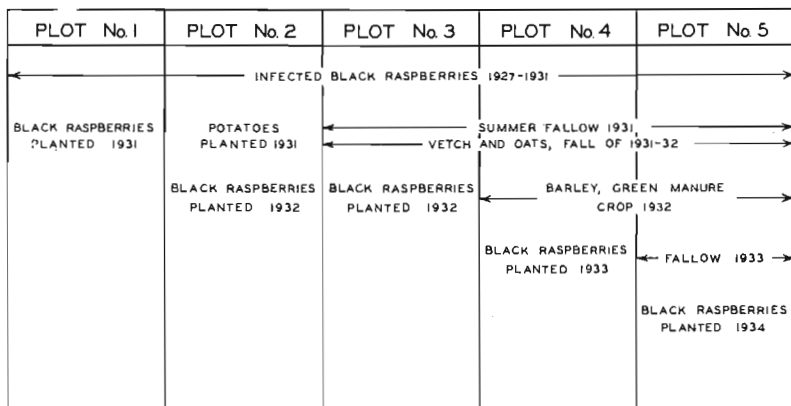 PLOT No. 1 PLOT No. 2 PLOT No. 3 PLOT No. 4 PLOT No. 5
INFECTED BLACK RASPBERRIES 1927-1931
BLACK RASPBERRIES
PLANTED 1931
POTATOES
PLANTED 1931
SUMMER FALLOW 1931
VETCH AND OATS, FALL OF 1931-32
BLACK RASPBERRIES
PLANTED 1932
BLACK RASPBERRIES
PLANTED 1932
BARLEY, GREEN MANURE
CROP 1932
BLACK RASPBERRIES
PLANTED 1933
FALLOW 1933
BLACK RASPBERRIES
PLANTED 1934